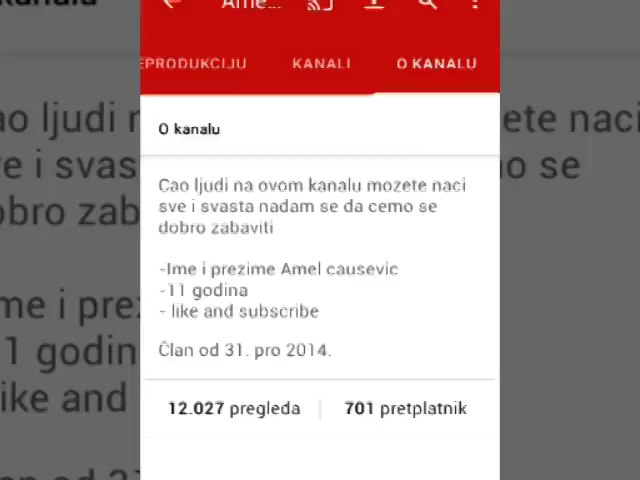 Ame...
EPRODUKCIJU KANALI O KANALU
O kanalu
Cao ljudi na ovom kanalu mozete naci
sve i svasta nadam se da cemo se
dobro zabaviti
-Ime i prezime Amel causevic
-11 godina
- like and subscribe
Član od 31. pro 2014.
12.027 pregleda 701 pretplatnik